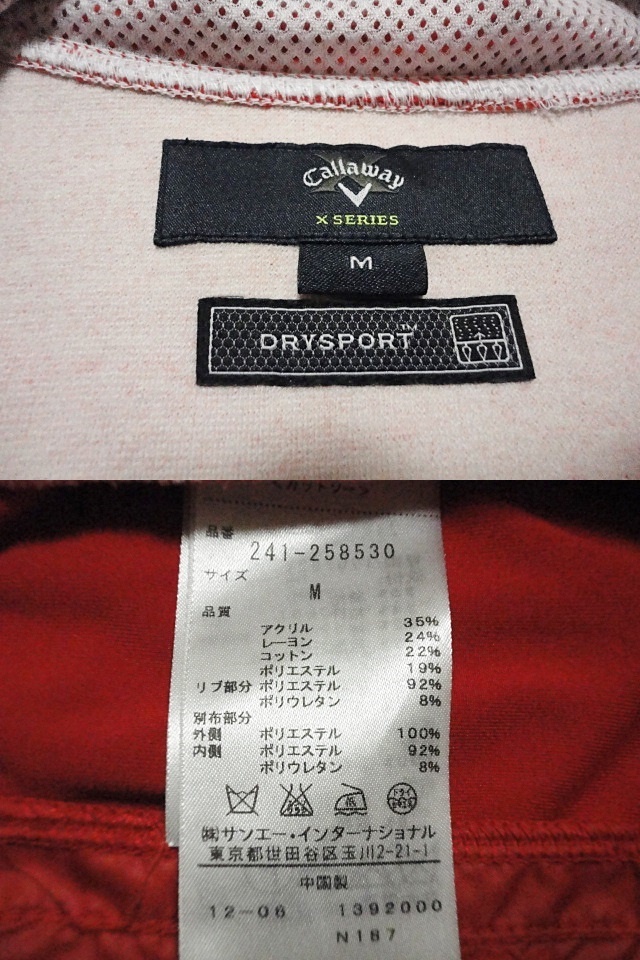 Callaway
X SERIES
M
DRYSPORT™
品番
241-258530
サイズ
M
品質
アクリル 35%
レーヨン 24%
コットン 22%
ポリエステル 19%
リブ部分 ポリエステル 92%
ポリウレタン 8%
別布部分
外側 ポリエステル 100%
内側 ポリエステル 92%
ポリウレタン 8%
低 ドライ
㈱サンエー・インターナショナル
東京都世田谷区玉川2-21-1
中国製
12-06 1392000
N187